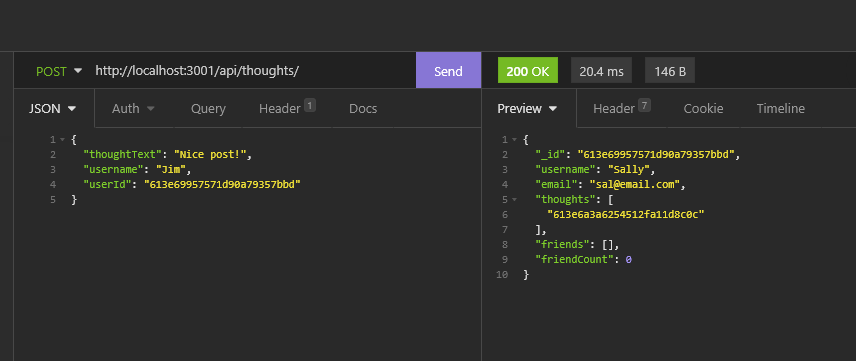 POST http://localhost:3001/api/thoughts/ Send 200 OK 20.4 ms 146 B
JSON Auth Query Header 1 Docs
1 {
2 "thoughtText": "Nice post!",
3 "username": "Jim",
4 "userId": "613e69957571d90a79357bbd"
5 }
Preview Header 7 Cookie Timeline
1 {
2 "_id": "613e69957571d90a79357bbd",
3 "username": "Sally",
4 "email": "sal@email.com",
5 "thoughts": [
6 "613e6a3a6254512fa11d8c0c"
7 ],
8 "friends": [],
9 "friendCount": 0
10 }